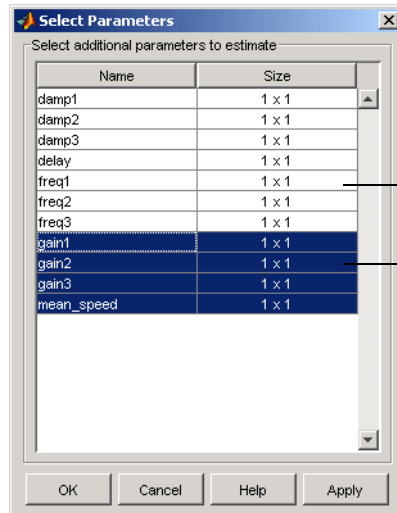 Select Parameters
Select additional parameters to estimate
Name Size
damp1 1 x 1
damp2 1 x 1
damp3 1 x 1
delay 1 x 1
freq1 1 x 1
freq2 1 x 1
freq3 1 x 1
gain1 1 x 1
gain2 1 x 1
gain3 1 x 1
mean_speed 1 x 1
OK Cancel Help Apply